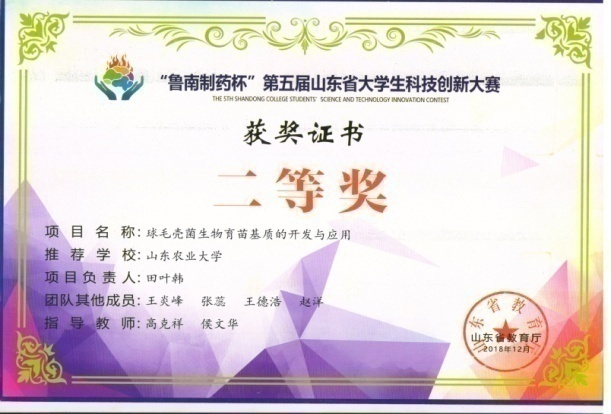 “鲁南制药杯”第五届山东省大学生科技创新大赛
THE 5TH SHANDONG COLLEGE STUDENTS' SCIENCE AND TECHNOLOGY INNOVATION CONTEST
获奖证书
二等奖
项目名称：球毛壳菌生物育苗基质的开发与应用
推荐学校：山东农业大学
项目负责人：田叶韩
团队其他成员：王炎峰 张蕊 王德浩 赵洋
指导教师：高克祥 侯文华
山东省教育厅
山东省教育厅
2018年12月